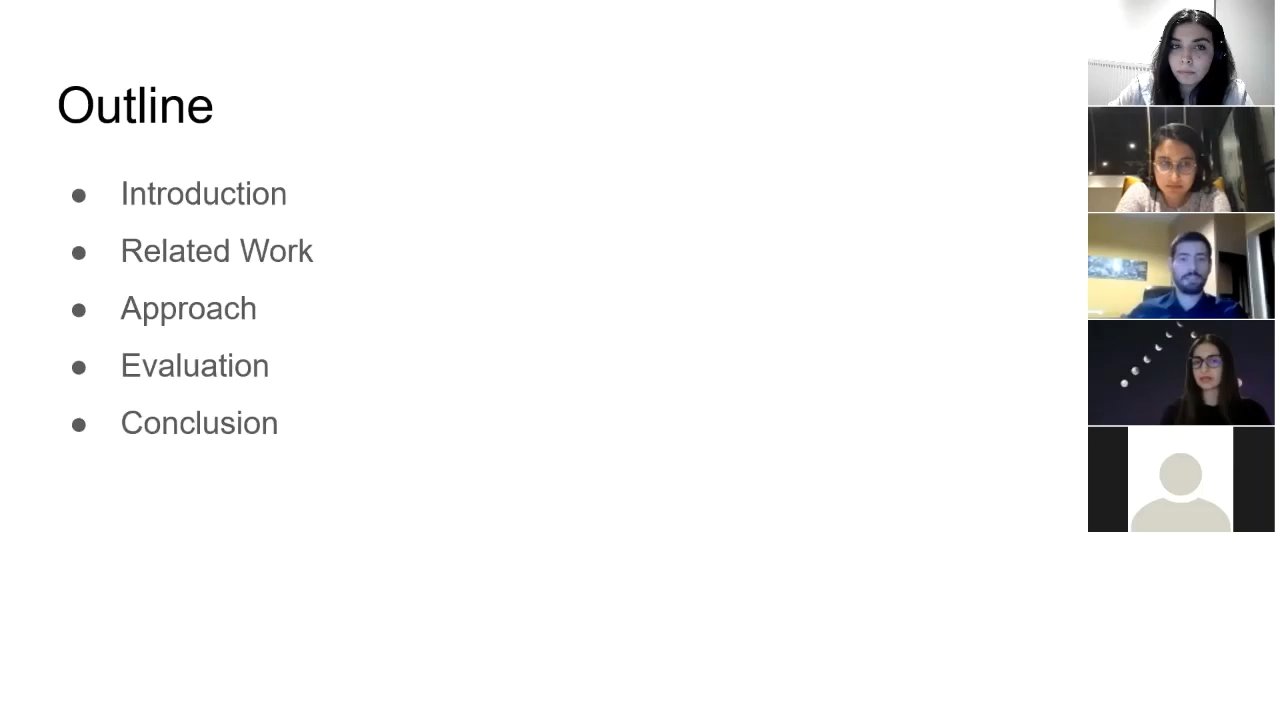 Outline
● Introduction
● Related Work
● Approach
● Evaluation
● Conclusion